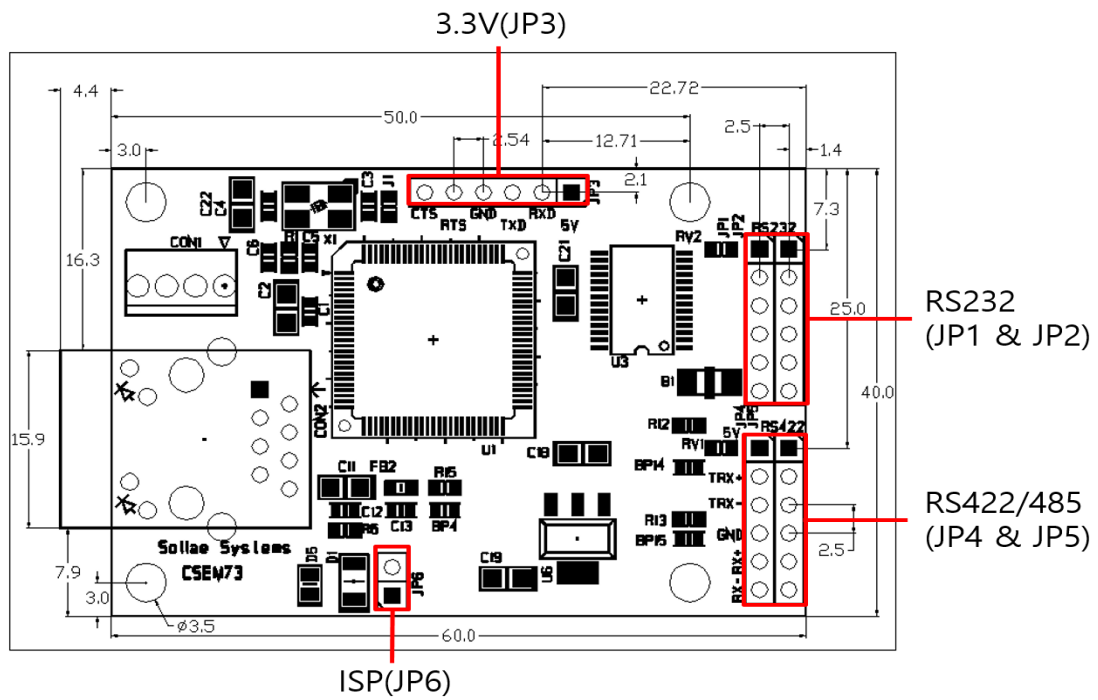 3.3V(JP3)
4.4
22.72
50.0
2.5
3.0
2.54
12.71
1.4
2.1
C3
J1
JP3
7.3
C22
C4
CTS
GND
RXD
RTS
TXD
5V
JP1
JP2
RS232
CON1
C6
R1
C5
X1
C21
RV2
16.3
C2
C1
RS232
25.0
(JP1 & JP2)
U3
B1
40.0
CON2
JP4
JP5
R12
RS422
15.9
U1
RV1
5V
C18
BP14
C11
FB2
R15
TRX+
TRX-
RS422/485
C12
R6
C13
BP4
R13
GND
(JP4 & JP5)
Sollae Systems
BP15
2.5
D5
D1
RX+
CSEM73
C19
U6
7.9
3.0
JP6
RX-
ø3.5
60.0
ISP(JP6)